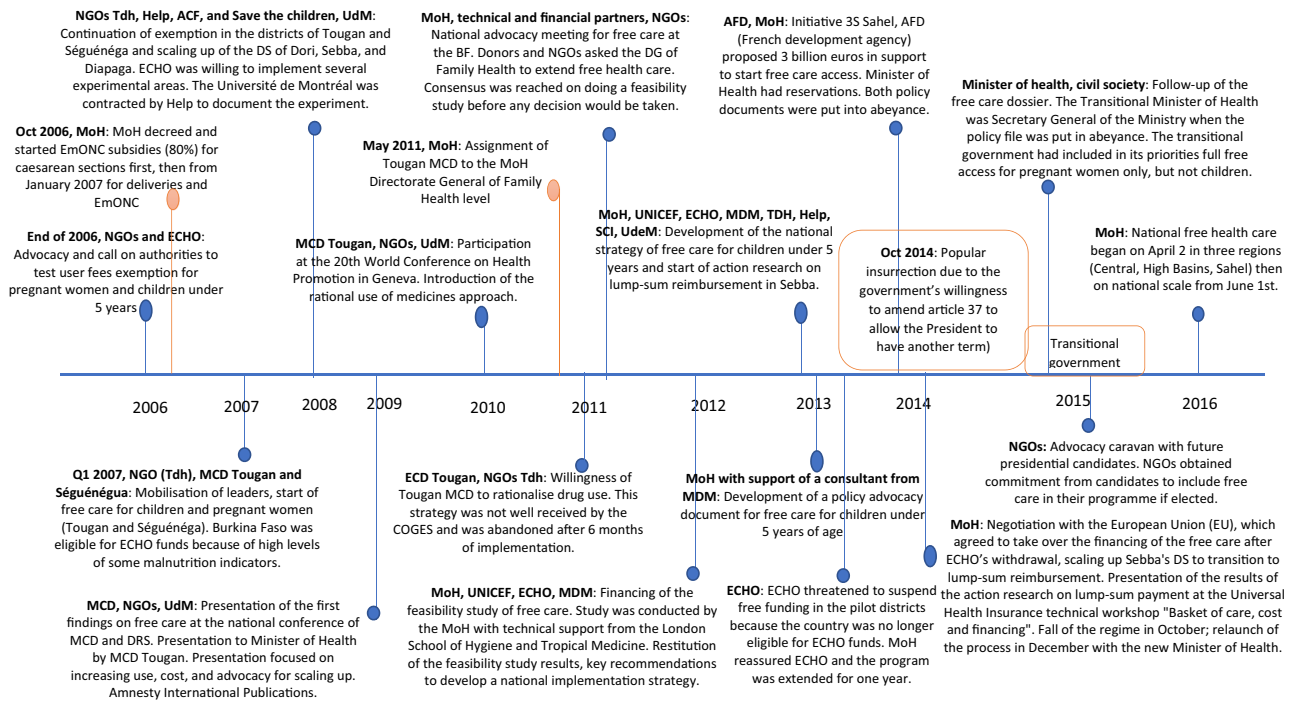 NGOs Tdh, Help, ACF, and Save the children, UdM:
Continuation of exemption in the districts of Tougan and
Séguénéga and scaling up of the DS of Dori, Sebba, and
Diapaga. ECHO was willing to implement several
experimental areas. The Université de Montréal was
contracted by Help to document the experiment.
MoH, technical and financial partners, NGOs:
National advocacy meeting for free care at
the BF. Donors and NGOs asked the DG of
Family Health to extend free health care.
Consensus was reached on doing a feasibility
study before any decision would be taken.
AFD, MoH: Initiative 3S Sahel, AFD
(French development agency)
proposed 3 billion euros in support
to start free care access. Minister of
Health had reservations. Both policy
documents were put into abeyance.
Minister of health, civil society: Follow-up of the
free care dossier. The Transitional Minister of Health
was Secretary General of the Ministry when the
policy file was put in abeyance. The transitional
government had included in its priorities full free
access for pregnant women only, but not children.
Oct 2006, MoH: MoH decreed and
started EmONC subsidies (80%) for
caesarean sections first, then from
January 2007 for deliveries and
EmONC
May 2011, MoH: Assignment of
Tougan MCD to the MoH
Directorate General of Family
Health level
End of 2006, NGOs and ECHO:
Advocacy and call on authorities to
test user fees exemption for
pregnant women and children under
5 years
MCD Tougan, NGOs, UdM: Participation
at the 20th World Conference on Health
Promotion in Geneva. Introduction of the
rational use of medicines approach.
MoH, UNICEF, ECHO, MDM, TDH, Help,
SCI, UdeM: Development of the national
strategy of free care for children under 5
years and start of action research on
lump-sum reimbursement in Sebba.
Oct 2014: Popular
insurrection due to the
government's willingness
to amend article 37 to
allow the President to
have another term)
MoH: National free health care
began on April 2 in three regions
(Central, High Basins, Sahel) then
on national scale from June 1st.
Transitional
government
2006
2007
2008
2009
2010
2011
2012
2013
2014
2015
2016
Q1 2007, NGO (Tdh), MCD Tougan and
Séguénégua: Mobilisation of leaders, start of
free care for children and pregnant women
(Tougan and Séguénéga). Burkina Faso was
eligible for ECHO funds because of high levels
of some malnutrition indicators.
MCD, NGOs, UdM: Presentation of the first
findings on free care at the national conference of
MCD and DRS. Presentation to Minister of Health
by MCD Tougan. Presentation focused on
increasing use, cost, and advocacy for scaling up.
Amnesty International Publications.
ECD Tougan, NGOs Tdh: Willingness of
Tougan MCD to rationalise drug use. This
strategy was not well received by the
COGES and was abandoned after 6 months
of implementation.
MoH, UNICEF, ECHO, MDM: Financing of the
feasibility study of free care. Study was conducted by
the MoH with technical support from the London
School of Hygiene and Tropical Medicine. Restitution
of the feasibility study results, key recommendations
to develop a national implementation strategy.
MoH with support of a consultant from
MDM: Development of a policy advocacy
document for free care for children under
5 years of age
ECHO: ECHO threatened to suspend
free funding in the pilot districts
because the country was no longer
eligible for ECHO funds. MoH
reassured ECHO and the program
was extended for one year.
NGOs: Advocacy caravan with future
presidential candidates. NGOs obtained
commitment from candidates to include free
care in their programme if elected.
MoH: Negotiation with the European Union (EU), which
agreed to take over the financing of the free care after
ECHO's withdrawal, scaling up Sebba's DS to transition to
lump-sum reimbursement. Presentation of the results of
the action research on lump-sum payment at the Universal
Health Insurance technical workshop "Basket of care, cost
and financing". Fall of the regime in October; relaunch of
the process in December with the new Minister of Health.